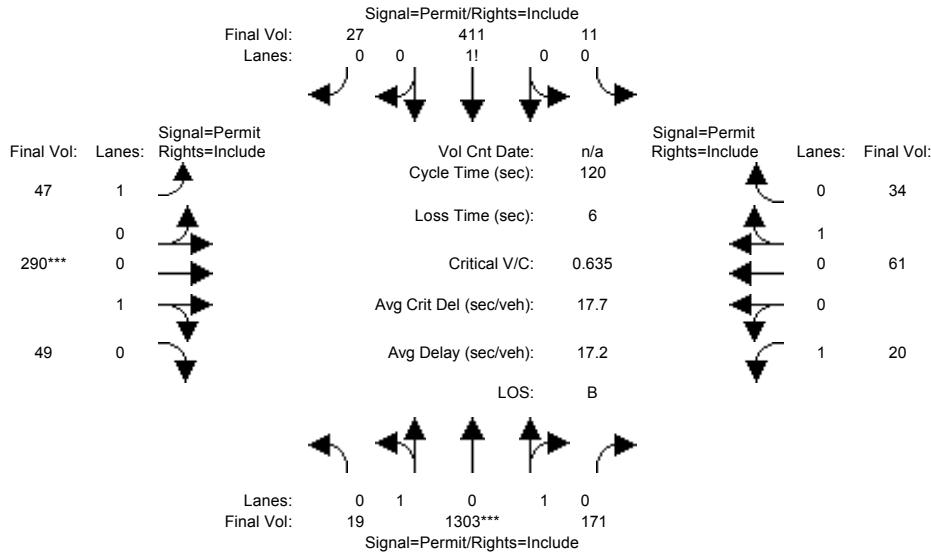 Signal=Permit/Rights=Include
Final Vol: 27 411 11
Lanes: 0 0 1! 0 0
Signal=Permit Signal=Permit
Final Vol: Lanes: Rights=Include Vol Cnt Date: n/a Rights=Include Lanes: Final Vol:
Cycle Time (sec): 120
47 1 0 34
Loss Time (sec): 6
0 1
290*** 0 Critical V/C: 0.635 0 61
1 Avg Crit Del (sec/veh): 17.7 0
49 0 Avg Delay (sec/veh): 17.2 1 20
LOS: B
Lanes: 0 1 0 1 0
Final Vol: 19 1303*** 171
Signal=Permit/Rights=Include